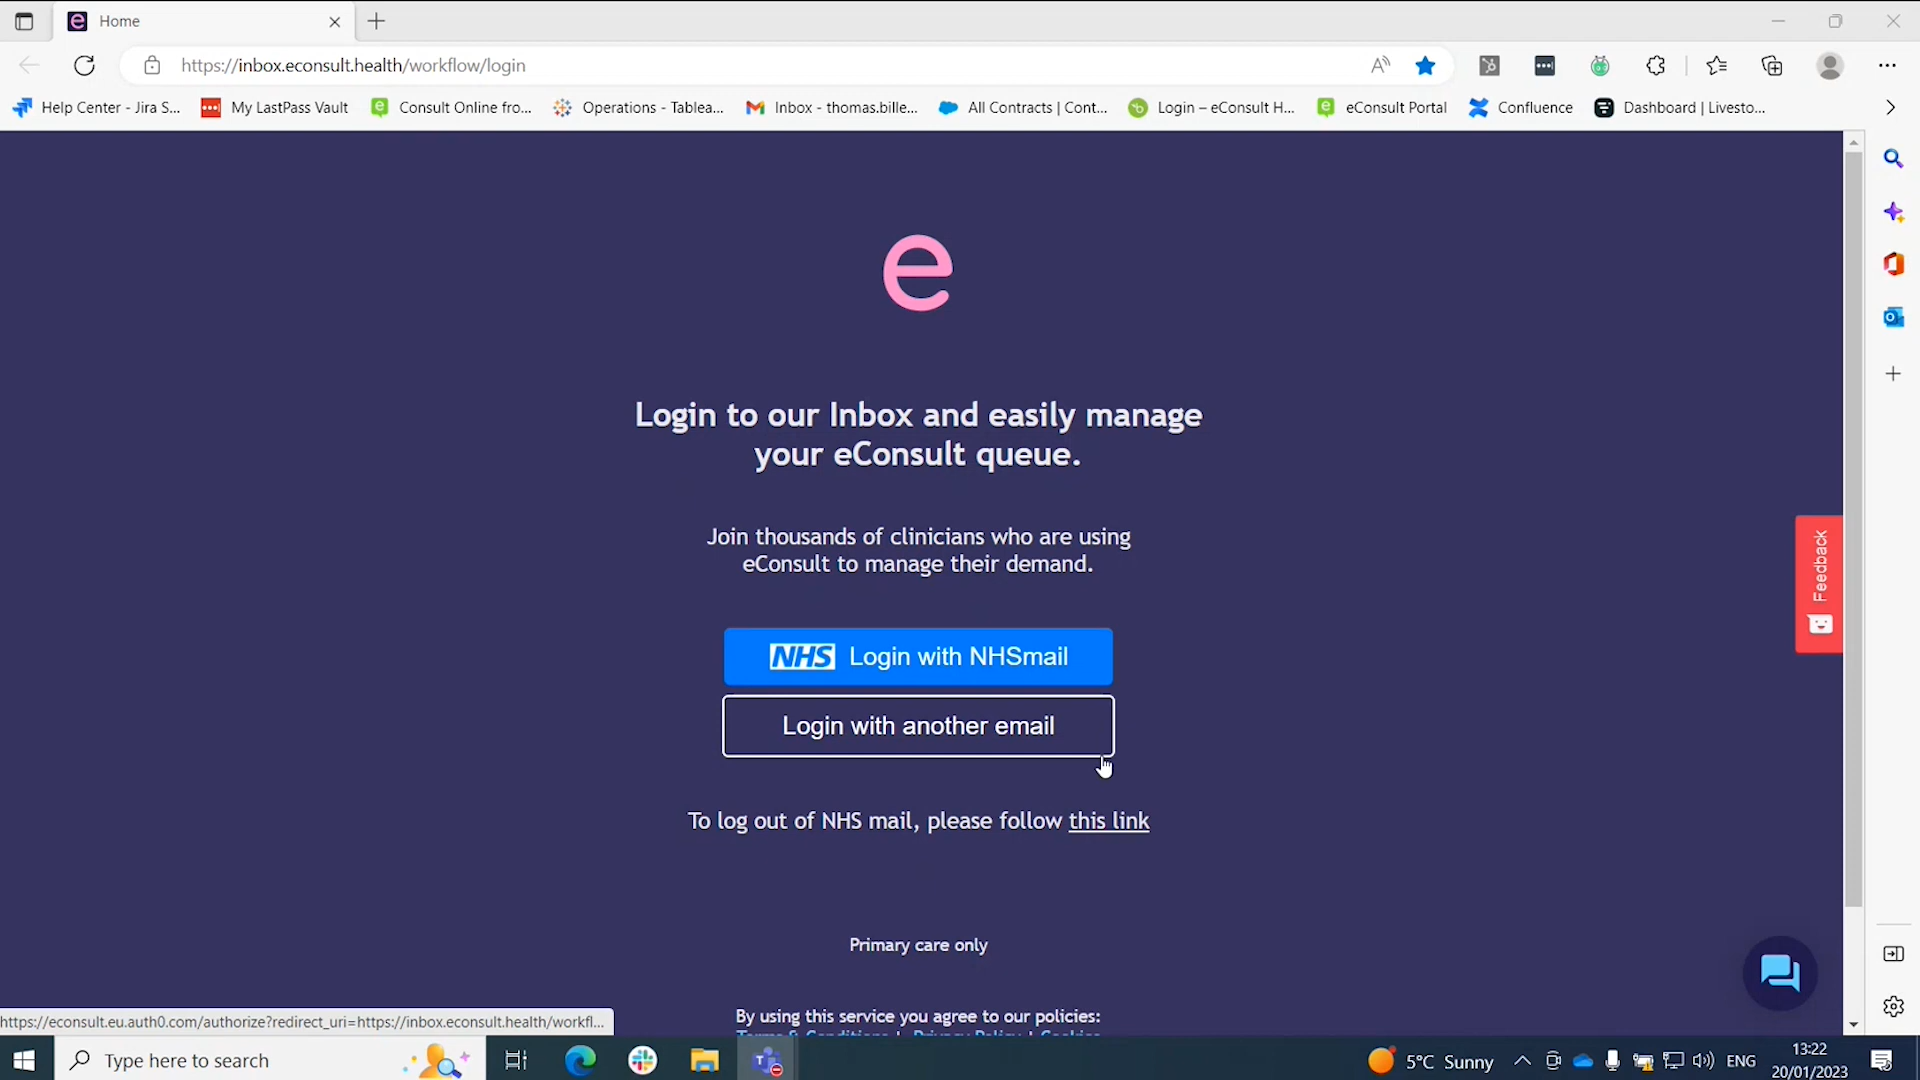 Home
https://inbox.econsult.health/workflow/login
Help Center - Jira S... My LastPass Vault Consult Online fro... Operations - Tablea... Inbox - thomas.bille... All Contracts | Cont... Login – eConsult H... eConsult Portal Confluence Dashboard | Livesto...
e
Login to our Inbox and easily manage
your eConsult queue.
Join thousands of clinicians who are using
eConsult to manage their demand.
Feedback
NHS Login with NHSmail
Login with another email
To log out of NHS mail, please follow this link
Primary care only
By using this service you agree to our policies:
Terms & Conditions | Privacy Policy | Cookies
https://econsult.eu.auth0.com/authorize?redirect_uri=https://inbox.econsult.health/workfl...
Type here to search
5°C Sunny
ENG
13:22
20/01/2023